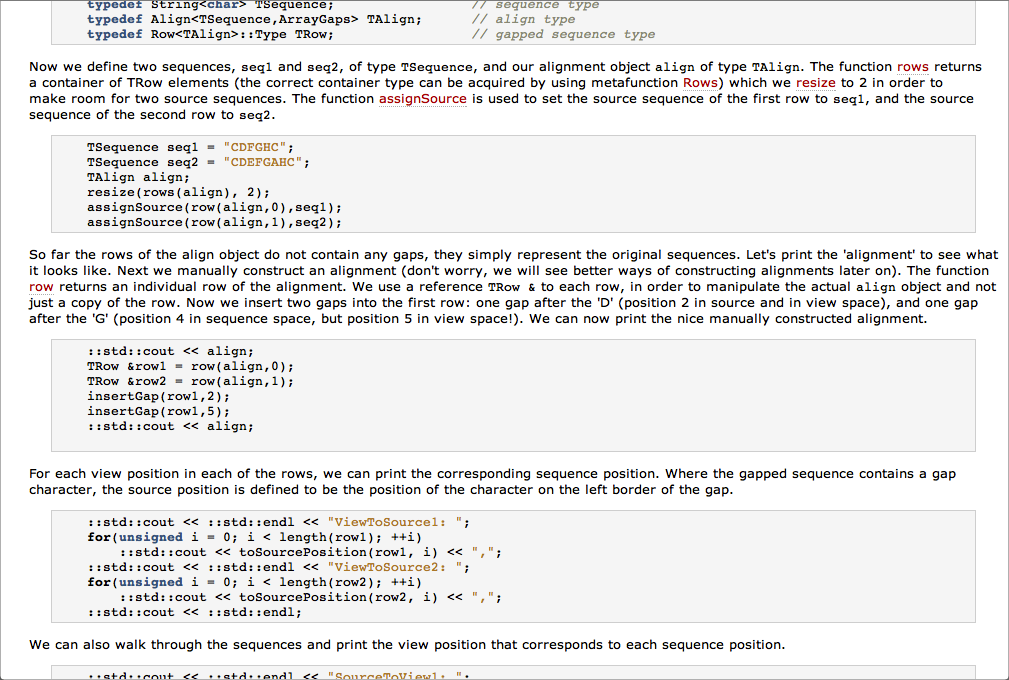 typedef String<char> TSequence;                 // sequence type
typedef Align<TSequence,ArrayGaps> TAlign;      // align type
typedef Row<TAlign>::Type TRow;                 // gapped sequence type
Now we define two sequences, seq1 and seq2, of type TSequence, and our alignment object align of type TAlign. The function rows returns
a container of TRow elements (the correct container type can be acquired by using metafunction Rows) which we resize to 2 in order to
make room for two source sequences. The function assignSource is used to set the source sequence of the first row to seq1, and the source
sequence of the second row to seq2.
TSequence seq1 = "CDFGHC";
TSequence seq2 = "CDEFGAHC";
TAlign align;
resize(rows(align), 2);
assignSource(row(align,0),seq1);
assignSource(row(align,1),seq2);
So far the rows of the align object do not contain any gaps, they simply represent the original sequences. Let's print the 'alignment' to see what
it looks like. Next we manually construct an alignment (don't worry, we will see better ways of constructing alignments later on). The function
row returns an individual row of the alignment. We use a reference TRow & to each row, in order to manipulate the actual align object and not
just a copy of the row. Now we insert two gaps into the first row: one gap after the 'D' (position 2 in source and in view space), and one gap
after the 'G' (position 4 in sequence space, but position 5 in view space!). We can now print the nice manually constructed alignment.
::std::cout << align;
TRow &row1 = row(align,0);
TRow &row2 = row(align,1);
insertGap(row1,2);
insertGap(row1,5);
::std::cout << align;
For each view position in each of the rows, we can print the corresponding sequence position. Where the gapped sequence contains a gap
character, the source position is defined to be the position of the character on the left border of the gap.
::std::cout << ::std::endl << "ViewToSource1: ";
for(unsigned i = 0; i < length(row1); ++i)
    ::std::cout << toSourcePosition(row1, i) << ",";
::std::cout << ::std::endl << "ViewToSource2: ";
for(unsigned i = 0; i < length(row2); ++i)
    ::std::cout << toSourcePosition(row2, i) << ",";
::std::cout << ::std::endl;
We can also walk through the sequences and print the view position that corresponds to each sequence position.
::std::cout << ::std::endl << "SourceToView1: ";